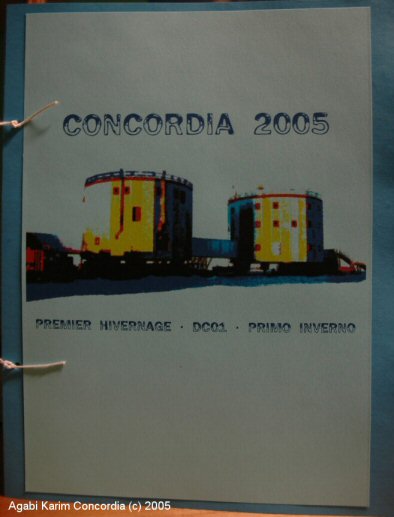 CONCORDIA 2005
PREMIER HIVERNAGE · DC01 · PRIMO INVERNO
Agabi Karim Concordia (c) 2005